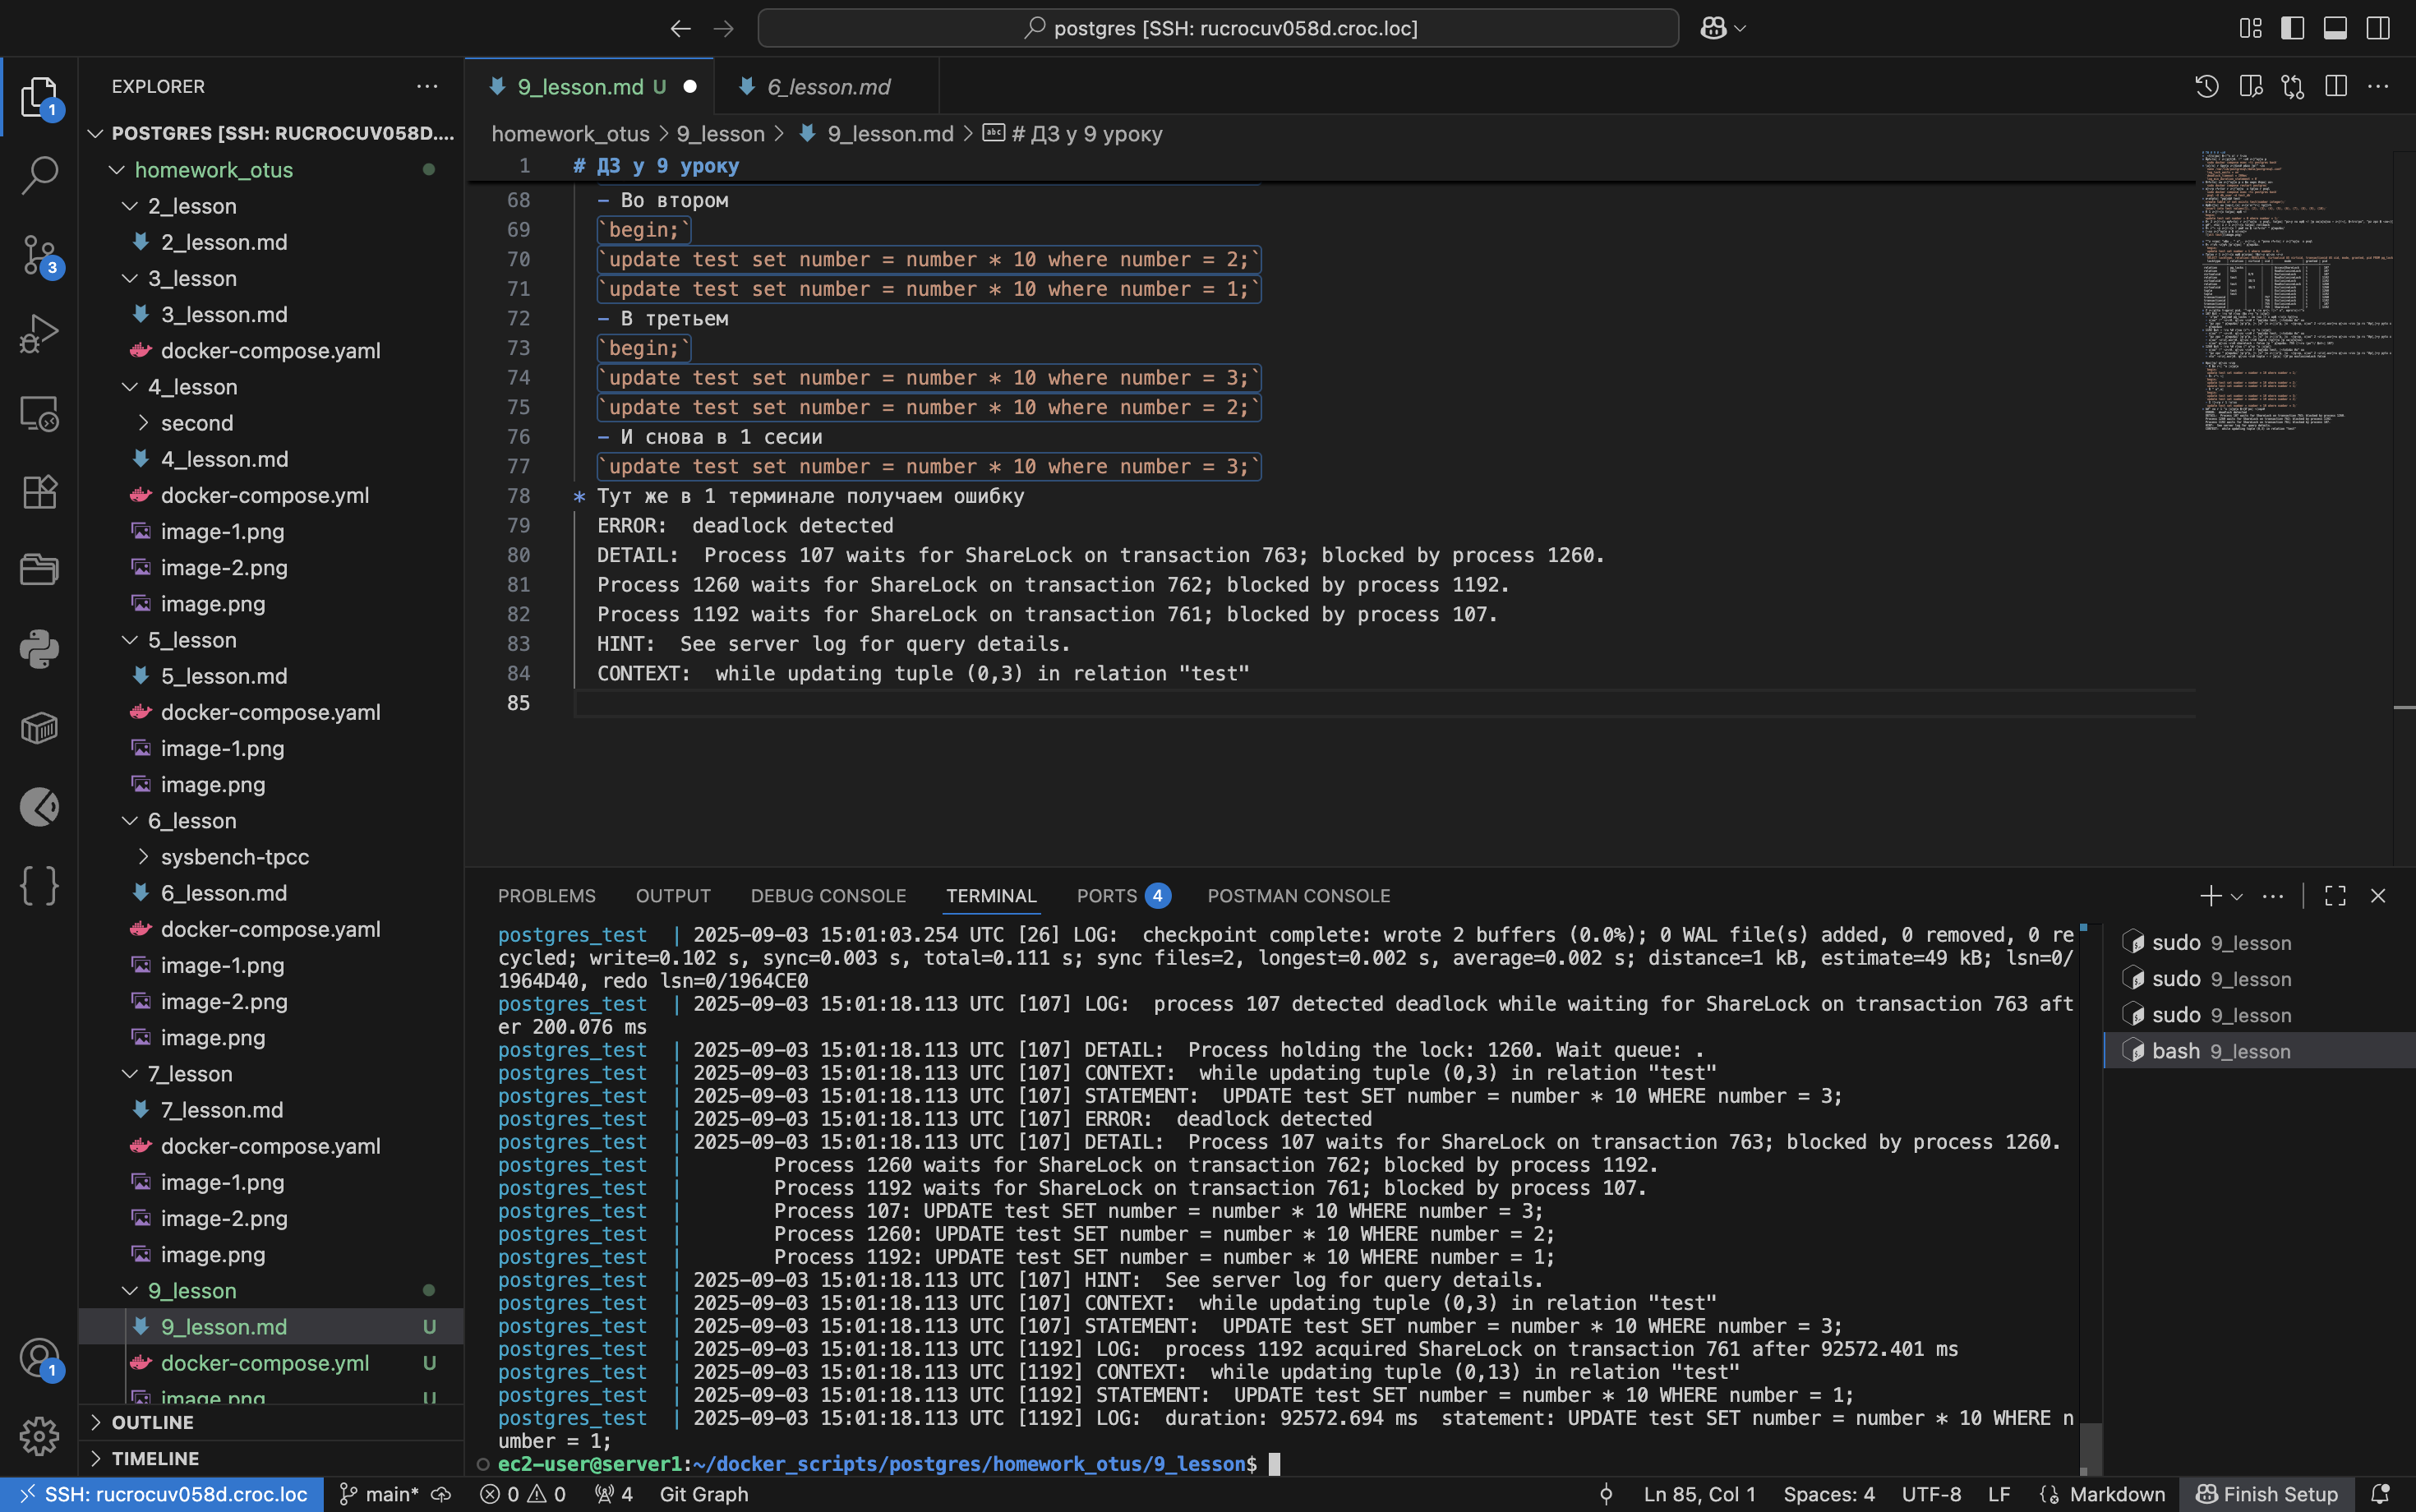 postgres [SSH: rucrocuv058d.croc.loc]
EXPLORER
POSTGRES [SSH: RUCROCUV058D....
homework_otus
2_lesson
2_lesson.md
3_lesson
3_lesson.md
docker-compose.yaml
4_lesson
second
4_lesson.md
docker-compose.yml
image-1.png
image-2.png
image.png
5_lesson
5_lesson.md
docker-compose.yaml
image-1.png
image.png
6_lesson
sysbench-tpcc
6_lesson.md
docker-compose.yaml
image-1.png
image-2.png
image.png
7_lesson
7_lesson.md
docker-compose.yaml
image-1.png
image-2.png
image.png
9_lesson
9_lesson.md U
docker-compose.yml U
image.png U
OUTLINE
TIMELINE
1
3
1
9_lesson.md U
6_lesson.md
homework_otus > 9_lesson > 9_lesson.md > # ДЗ у 9 уроку
1 # ДЗ у 9 уроку
68 - Во втором
69 `begin;`
70 `update test set number = number * 10 where number = 2;`
71 `update test set number = number * 10 where number = 1;`
72 - В третьем
73 `begin;`
74 `update test set number = number * 10 where number = 3;`
75 `update test set number = number * 10 where number = 2;`
76 - И снова в 1 сесии
77 `update test set number = number * 10 where number = 3;`
78 * Тут же в 1 терминале получаем ошибку
79 ERROR:  deadlock detected
80 DETAIL:  Process 107 waits for ShareLock on transaction 763; blocked by process 1260.
81 Process 1260 waits for ShareLock on transaction 762; blocked by process 1192.
82 Process 1192 waits for ShareLock on transaction 761; blocked by process 107.
83 HINT:  See server log for query details.
84 CONTEXT:  while updating tuple (0,3) in relation "test"
85
PROBLEMS OUTPUT DEBUG CONSOLE TERMINAL PORTS 4 POSTMAN CONSOLE
postgres_test  | 2025-09-03 15:01:03.254 UTC [26] LOG:  checkpoint complete: wrote 2 buffers (0.0%); 0 WAL file(s) added, 0 removed, 0 re
cycled; write=0.102 s, sync=0.003 s, total=0.111 s; sync files=2, longest=0.002 s, average=0.002 s; distance=1 kB, estimate=49 kB; lsn=0/
1964D40, redo lsn=0/1964CE0
postgres_test  | 2025-09-03 15:01:18.113 UTC [107] LOG:  process 107 detected deadlock while waiting for ShareLock on transaction 763 aft
er 200.076 ms
postgres_test  | 2025-09-03 15:01:18.113 UTC [107] DETAIL:  Process holding the lock: 1260. Wait queue: .
postgres_test  | 2025-09-03 15:01:18.113 UTC [107] CONTEXT:  while updating tuple (0,3) in relation "test"
postgres_test  | 2025-09-03 15:01:18.113 UTC [107] STATEMENT:  UPDATE test SET number = number * 10 WHERE number = 3;
postgres_test  | 2025-09-03 15:01:18.113 UTC [107] ERROR:  deadlock detected
postgres_test  | 2025-09-03 15:01:18.113 UTC [107] DETAIL:  Process 107 waits for ShareLock on transaction 763; blocked by process 1260.
postgres_test  |        Process 1260 waits for ShareLock on transaction 762; blocked by process 1192.
postgres_test  |        Process 1192 waits for ShareLock on transaction 761; blocked by process 107.
postgres_test  |        Process 107: UPDATE test SET number = number * 10 WHERE number = 3;
postgres_test  |        Process 1260: UPDATE test SET number = number * 10 WHERE number = 2;
postgres_test  |        Process 1192: UPDATE test SET number = number * 10 WHERE number = 1;
postgres_test  | 2025-09-03 15:01:18.113 UTC [107] HINT:  See server log for query details.
postgres_test  | 2025-09-03 15:01:18.113 UTC [107] CONTEXT:  while updating tuple (0,3) in relation "test"
postgres_test  | 2025-09-03 15:01:18.113 UTC [107] STATEMENT:  UPDATE test SET number = number * 10 WHERE number = 3;
postgres_test  | 2025-09-03 15:01:18.113 UTC [1192] LOG:  process 1192 acquired ShareLock on transaction 761 after 92572.401 ms
postgres_test  | 2025-09-03 15:01:18.113 UTC [1192] CONTEXT:  while updating tuple (0,13) in relation "test"
postgres_test  | 2025-09-03 15:01:18.113 UTC [1192] STATEMENT:  UPDATE test SET number = number * 10 WHERE number = 1;
postgres_test  | 2025-09-03 15:01:18.113 UTC [1192] LOG:  duration: 92572.694 ms  statement: UPDATE test SET number = number * 10 WHERE n
umber = 1;
ec2-user@server1:~/docker_scripts/postgres/homework_otus/9_lesson$
sudo 9_lesson
sudo 9_lesson
sudo 9_lesson
bash 9_lesson
SSH: rucrocuv058d.croc.loc main* 0 0 4 Git Graph Ln 85, Col 1 Spaces: 4 UTF-8 LF Markdown Finish Setup